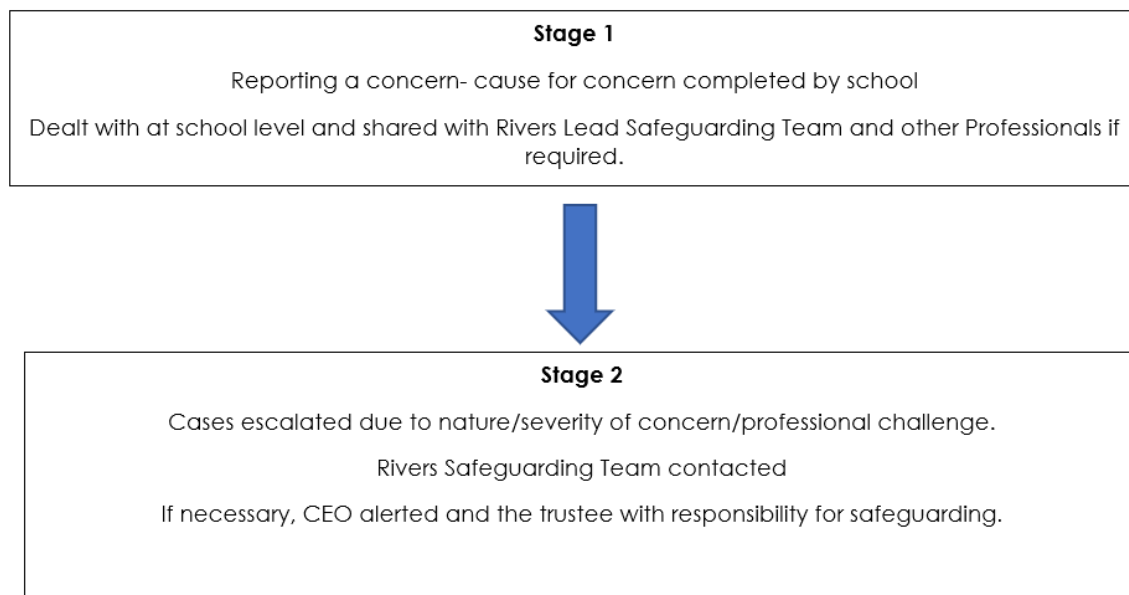 Stage 1
Reporting a concern- cause for concern completed by school
Dealt with at school level and shared with Rivers Lead Safeguarding Team and other Professionals if
required.
Stage 2
Cases escalated due to nature/severity of concern/professional challenge.
Rivers Safeguarding Team contacted
If necessary, CEO alerted and the trustee with responsibility for safeguarding.